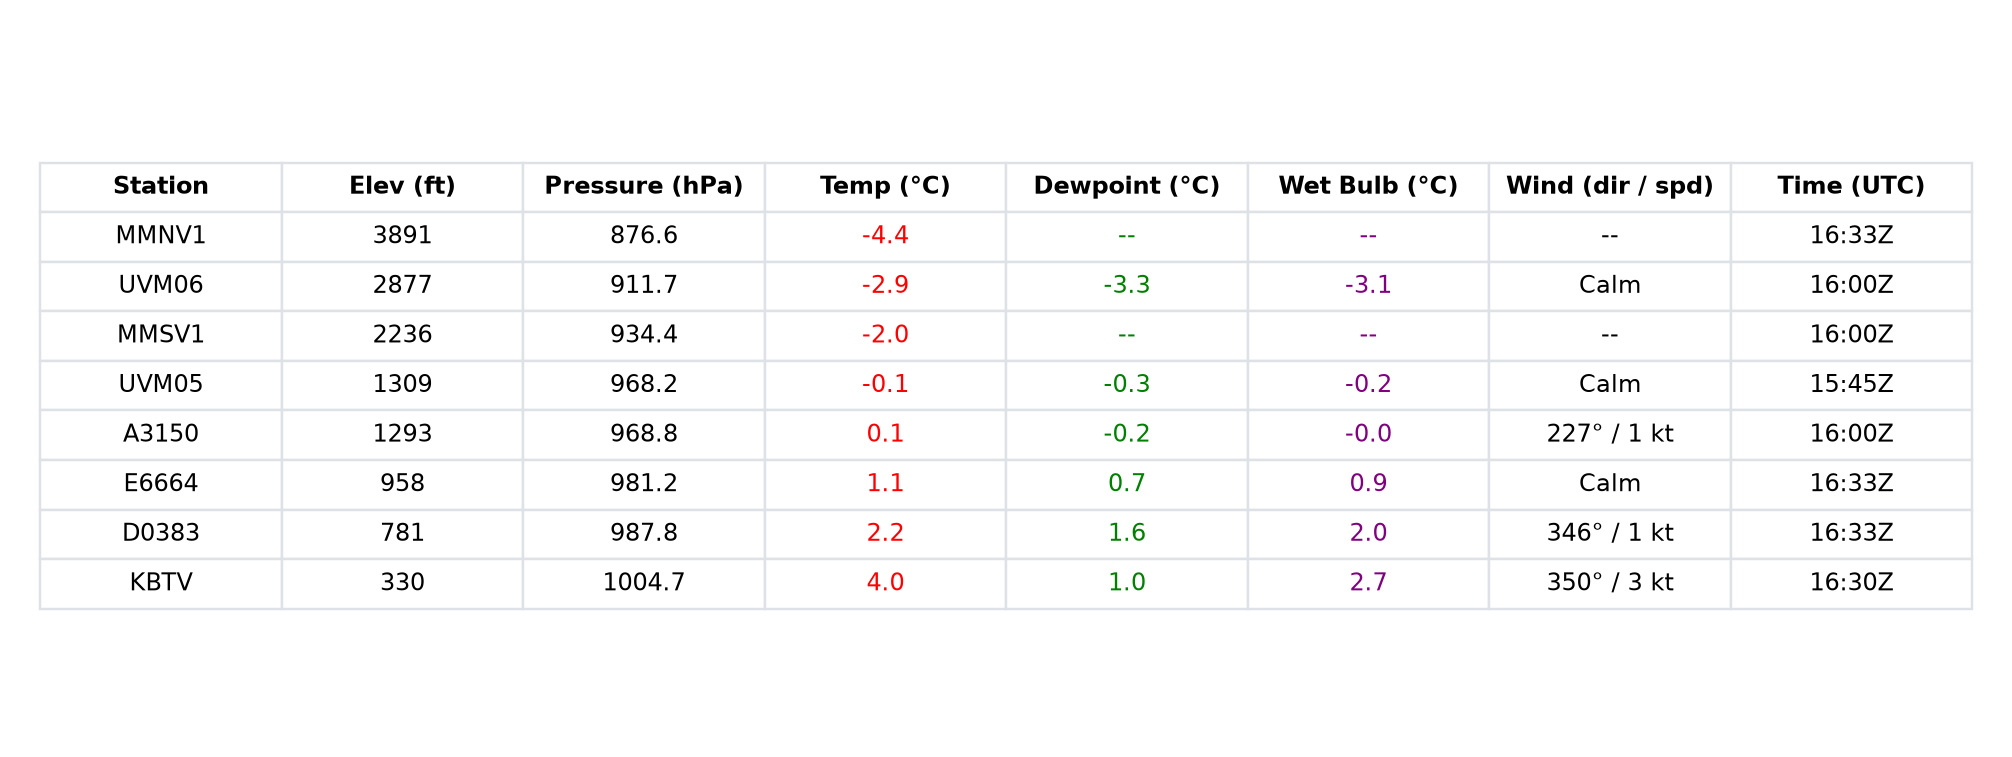 Station Elev (ft) Pressure (hPa) Temp (°C) Dewpoint (°C) Wet Bulb (°C) Wind (dir / spd) Time (UTC)
MMNV1 3891 876.6 -4.4 -- -- -- 16:33Z
UVM06 2877 911.7 -2.9 -3.3 -3.1 Calm 16:00Z
MMSV1 2236 934.4 -2.0 -- -- -- 16:00Z
UVM05 1309 968.2 -0.1 -0.3 -0.2 Calm 15:45Z
A3150 1293 968.8 0.1 -0.2 -0.0 227° / 1 kt 16:00Z
E6664 958 981.2 1.1 0.7 0.9 Calm 16:33Z
D0383 781 987.8 2.2 1.6 2.0 346° / 1 kt 16:33Z
KBTV 330 1004.7 4.0 1.0 2.7 350° / 3 kt 16:30Z